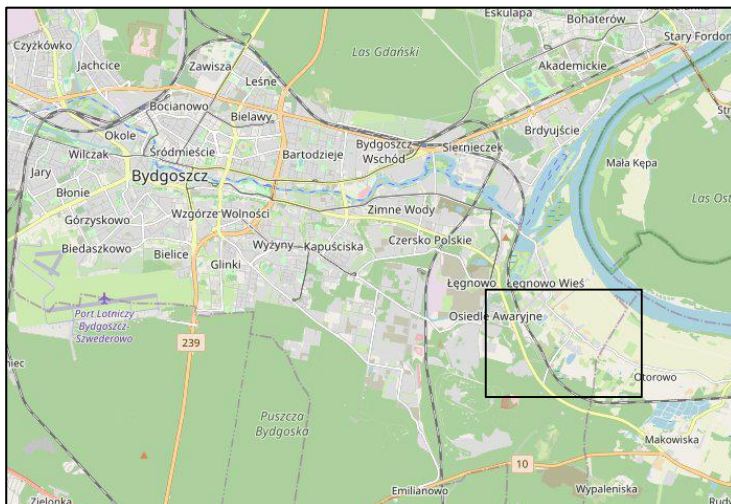 Eskulapa
Bohaterów
Stary Fordon
Czyżkówko
Jachcice
Zawisza
Las Gdański
Akademickie
Leśne
Bocianowo
Bielawy
Brdyujście
Okole
Wilczak
Śródmieście
Bartodzieje
Bydgoszcz
Wschód
Siernieczek
Mała Kępa
Jary
Bydgoszcz
Błonie
Las Ost
Górzyskowo
Wzgórze Wolności
Zimne Wody
Biedaszkowo
Bielice
Wyżyny
Kapuściska
Czersko Polskie
Glinki
Łęgnowo
Łęgnowo Wieś
Port Lotniczy
Bydgoszcz-
Szwederowo
Osiedle Awaryjne
239
Otorowo
Puszcza
Bydgoska
Makowiska
10
Zielonka
Emilianowo
Wypaleniska
Rud